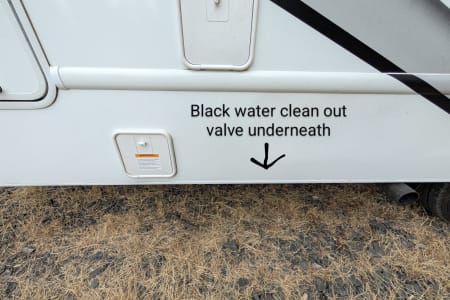 Black water clean out
valve underneath